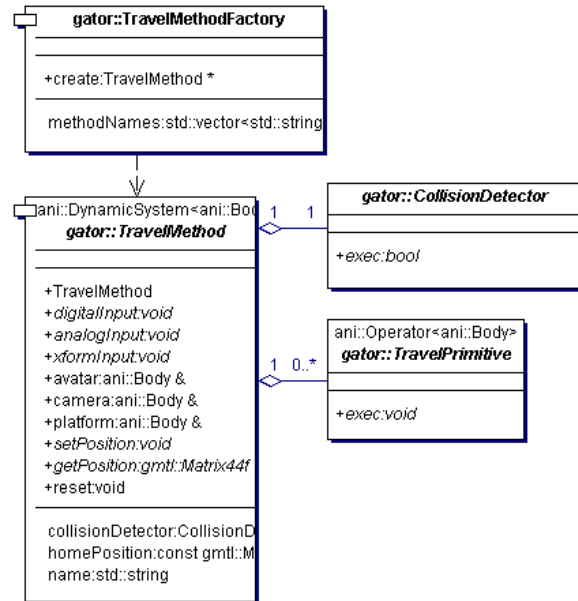 gator::TravelMethodFactory
+create:TravelMethod *
methodNames:std::vector<std::string
ani::DynamicSystem<ani::Bod
gator::TravelMethod
+TravelMethod
+digitalInput:void
+analogInput:void
+xformInput:void
+avatar:ani::Body &
+camera:ani::Body &
+platform:ani::Body &
+setPosition:void
+getPosition:gmtl::Matrix44f
+reset:void
collisionDetector:CollisionD
homePosition:const gmtl::M
name:std::string
1 1
gator::CollisionDetector
+exec:bool
1 0..*
ani::Operator<ani::Body>
gator::TravelPrimitive
+exec:void